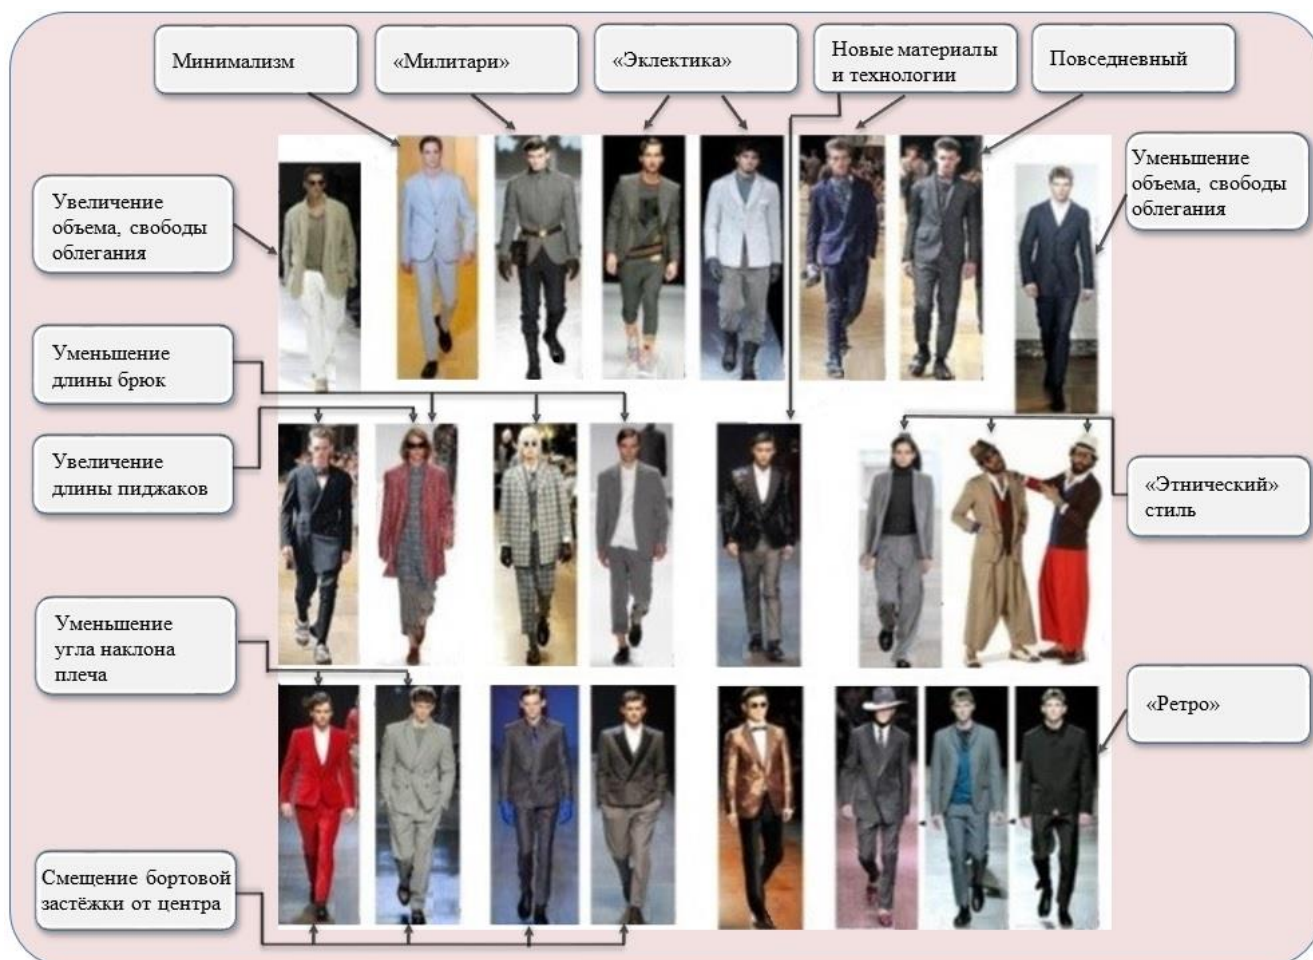 Минимализм
«Милитари»
«Эклектика»
Новые материалы
и технологии
Повседневный
Увеличение
объема, свободы
облегания
Уменьшение
объема, свободы
облегания
Уменьшение
длины брюк
Увеличение
длины пиджаков
«Этнический»
стиль
Уменьшение
угла наклона
плеча
«Ретро»
Смещение бортовой
застёжки от центра